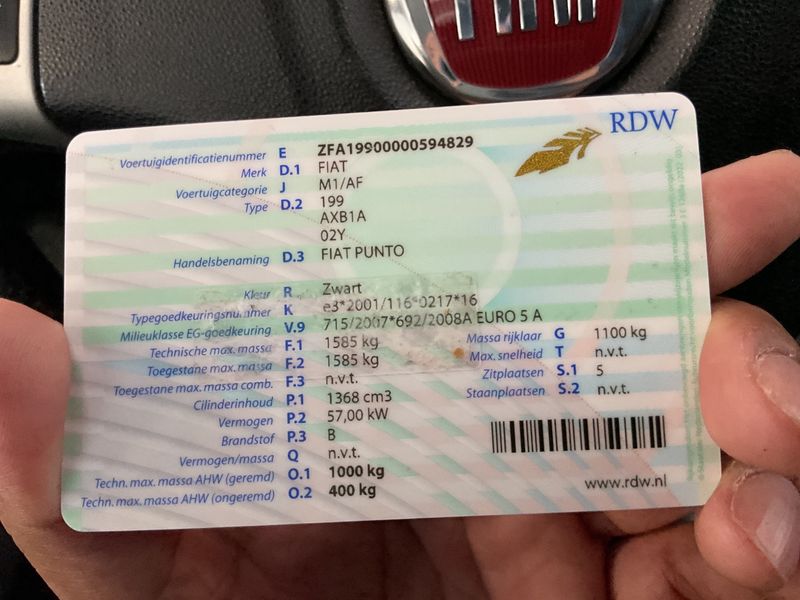 RDW
Voertuigidentificatienummer E ZFA19900000594829
Merk D.1 FIAT
Voertuigcategorie J M1/AF
Type D.2 199
AXB1A
02Y
Handelsbenaming D.3 FIAT PUNTO
Kleur R Zwart
Typegoedkeuringsnummer K e3*2001/116*0217*16
Milieuklasse EG-goedkeuring V.9 715/2007*692/2008A EURO 5 A
Technische max. massa F.1 1585 kg
Toegestane max. massa F.2 1585 kg
Toegestane max. massa comb. F.3 n.v.t.
Cilinderinhoud P.1 1368 cm3
Vermogen P.2 57,00 kW
Brandstof P.3 B
Vermogen/massa Q n.v.t.
Techn. max. massa AHW (geremd) O.1 1000 kg
Techn. max. massa AHW (ongeremd) O.2 400 kg
Massa rijklaar G 1100 kg
Max. snelheid T n.v.t.
Zitplaatsen S.1 5
Staanplaatsen S.2 n.v.t.
www.rdw.nl